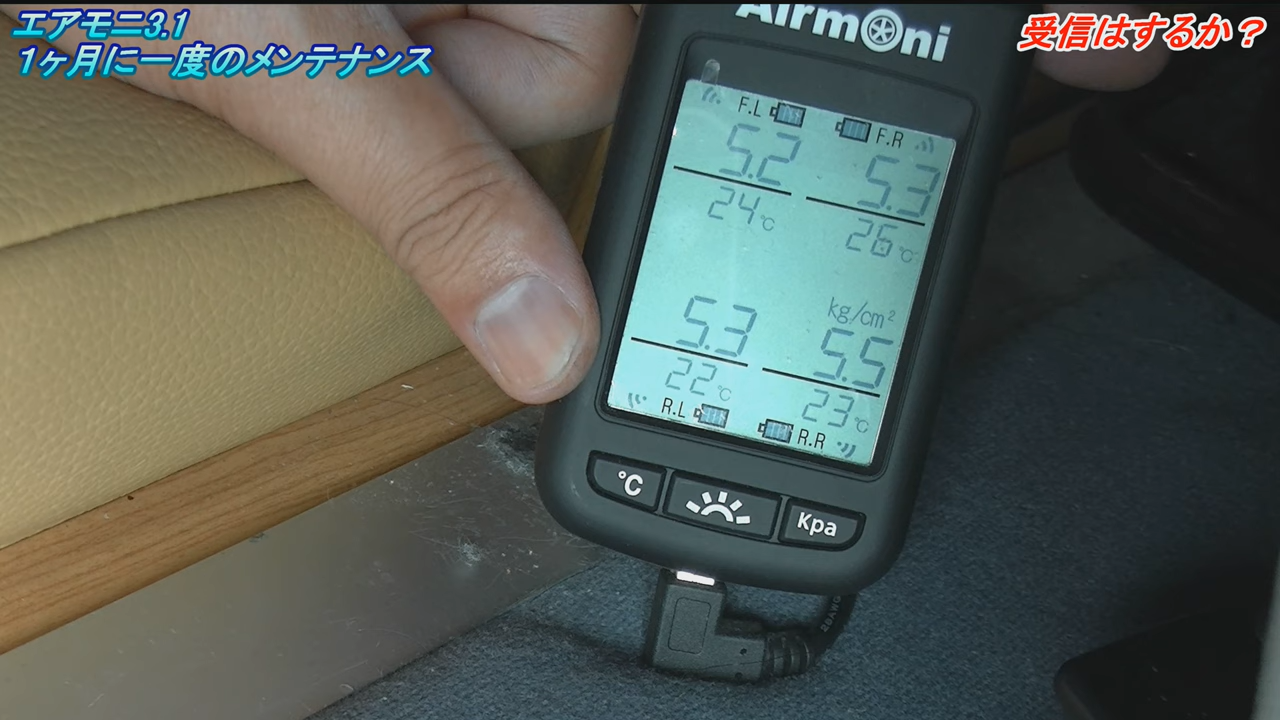 エアモニ3.1
1ヶ月に一度のメンテナンス
受信はするか？
AirmOni
F.L
F.R
5.2
5.3
24℃
26℃
kg/cm²
5.3
5.5
22℃
23℃
R.L
R.R
℃
Kpa
28AWG